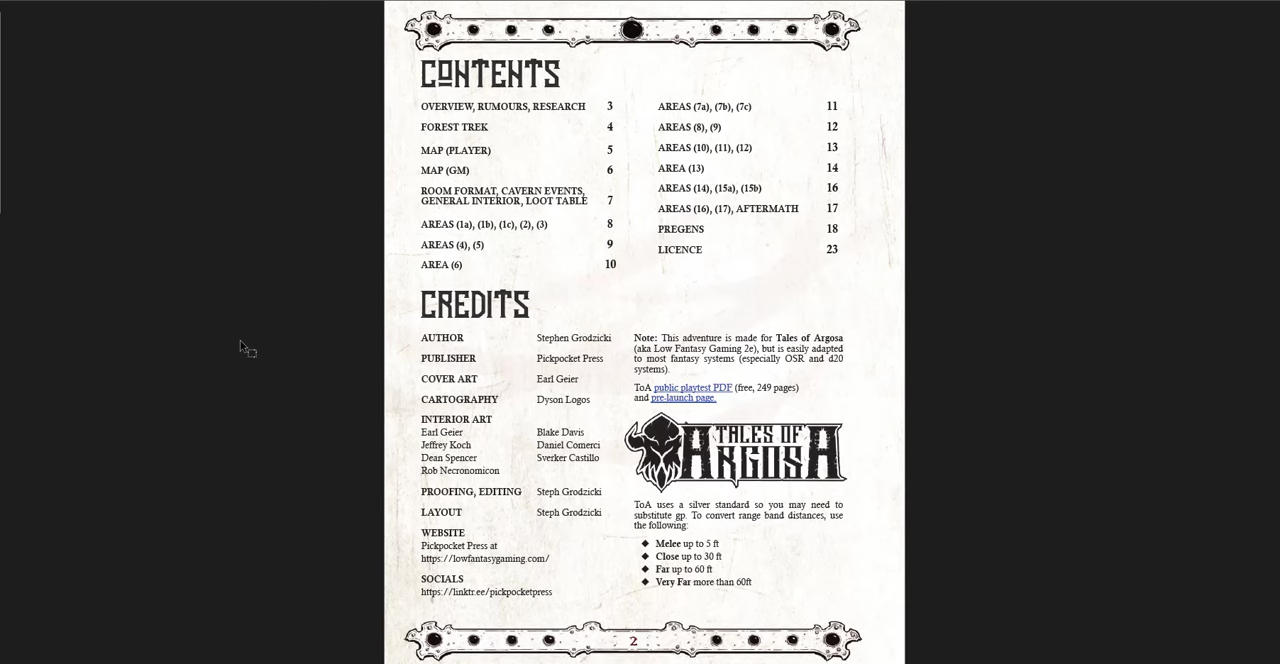 CONTENTS
OVERVIEW, RUMOURS, RESEARCH 3
FOREST TREK 4
MAP (PLAYER) 5
MAP (GM) 6
ROOM FORMAT, CAVERN EVENTS,
GENERAL INTERIOR, LOOT TABLE 7
AREAS (1a), (1b), (1c), (2), (3) 8
AREAS (4), (5) 9
AREA (6) 10
AREAS (7a), (7b), (7c) 11
AREAS (8), (9) 12
AREAS (10), (11), (12) 13
AREA (13) 14
AREAS (14), (15a), (15b) 16
AREAS (16), (17), AFTERMATH 17
PREGENS 18
LICENCE 23
CREDITS
AUTHOR Stephen Grodzicki
PUBLISHER Pickpocket Press
COVER ART Earl Geier
CARTOGRAPHY Dyson Logos
INTERIOR ART
Earl Geier Blake Davis
Jeffrey Koch Daniel Comerci
Dean Spencer Sverker Castillo
Rob Necronomicon
PROOFING, EDITING Steph Grodzicki
LAYOUT Steph Grodzicki
WEBSITE
Pickpocket Press at
https://lowfantasygaming.com/
SOCIALS
https://linktr.ee/pickpocketpress
Note: This adventure is made for Tales of Argosa
(aka Low Fantasy Gaming 2e), but is easily adapted
to most fantasy systems (especially OSR and d20
systems).
ToA public playtest PDF (free, 249 pages)
and pre-launch page.
TALES OF
ARGOSA
ToA uses a silver standard so you may need to
substitute gp. To convert range band distances, use
the following:
◆ Melee up to 5 ft
◆ Close up to 30 ft
◆ Far up to 60 ft
◆ Very Far more than 60ft
2